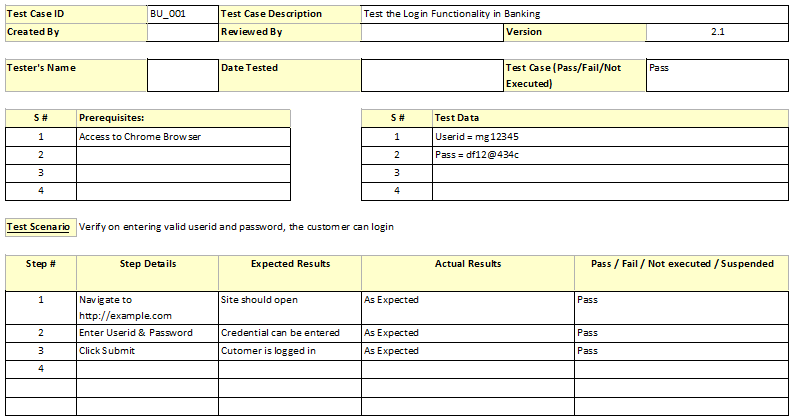 Test Case ID BU_001 Test Case Description Test the Login Functionality in Banking
Created By Reviewed By Version 2.1
Tester's Name Date Tested Test Case (Pass/Fail/Not Pass
Executed)
S # Prerequisites: S # Test Data
1 Access to Chrome Browser 1 Userid = mg12345
2 2 Pass = df12@434c
3 3
4 4
Test Scenario Verify on entering valid userid and password, the customer can login
Step # Step Details Expected Results Actual Results Pass / Fail / Not executed / Suspended
1 Navigate to Site should open As Expected Pass
http://example.com
2 Enter Userid & Password Credential can be entered As Expected Pass
3 Click Submit Cutomer is logged in As Expected Pass
4